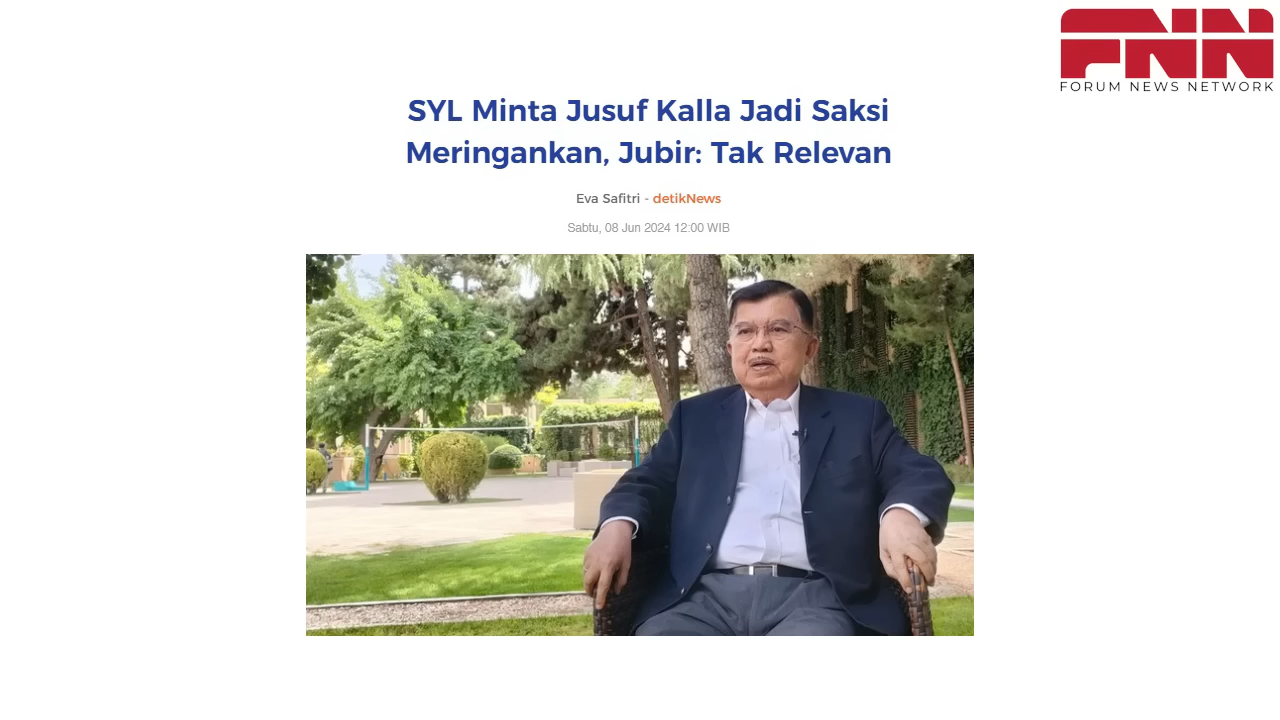 FNN
FORUM NEWS NETWORK
SYL Minta Jusuf Kalla Jadi Saksi
Meringankan, Jubir: Tak Relevan
Eva Safitri - detikNews
Sabtu, 08 Jun 2024 12:00 WIB